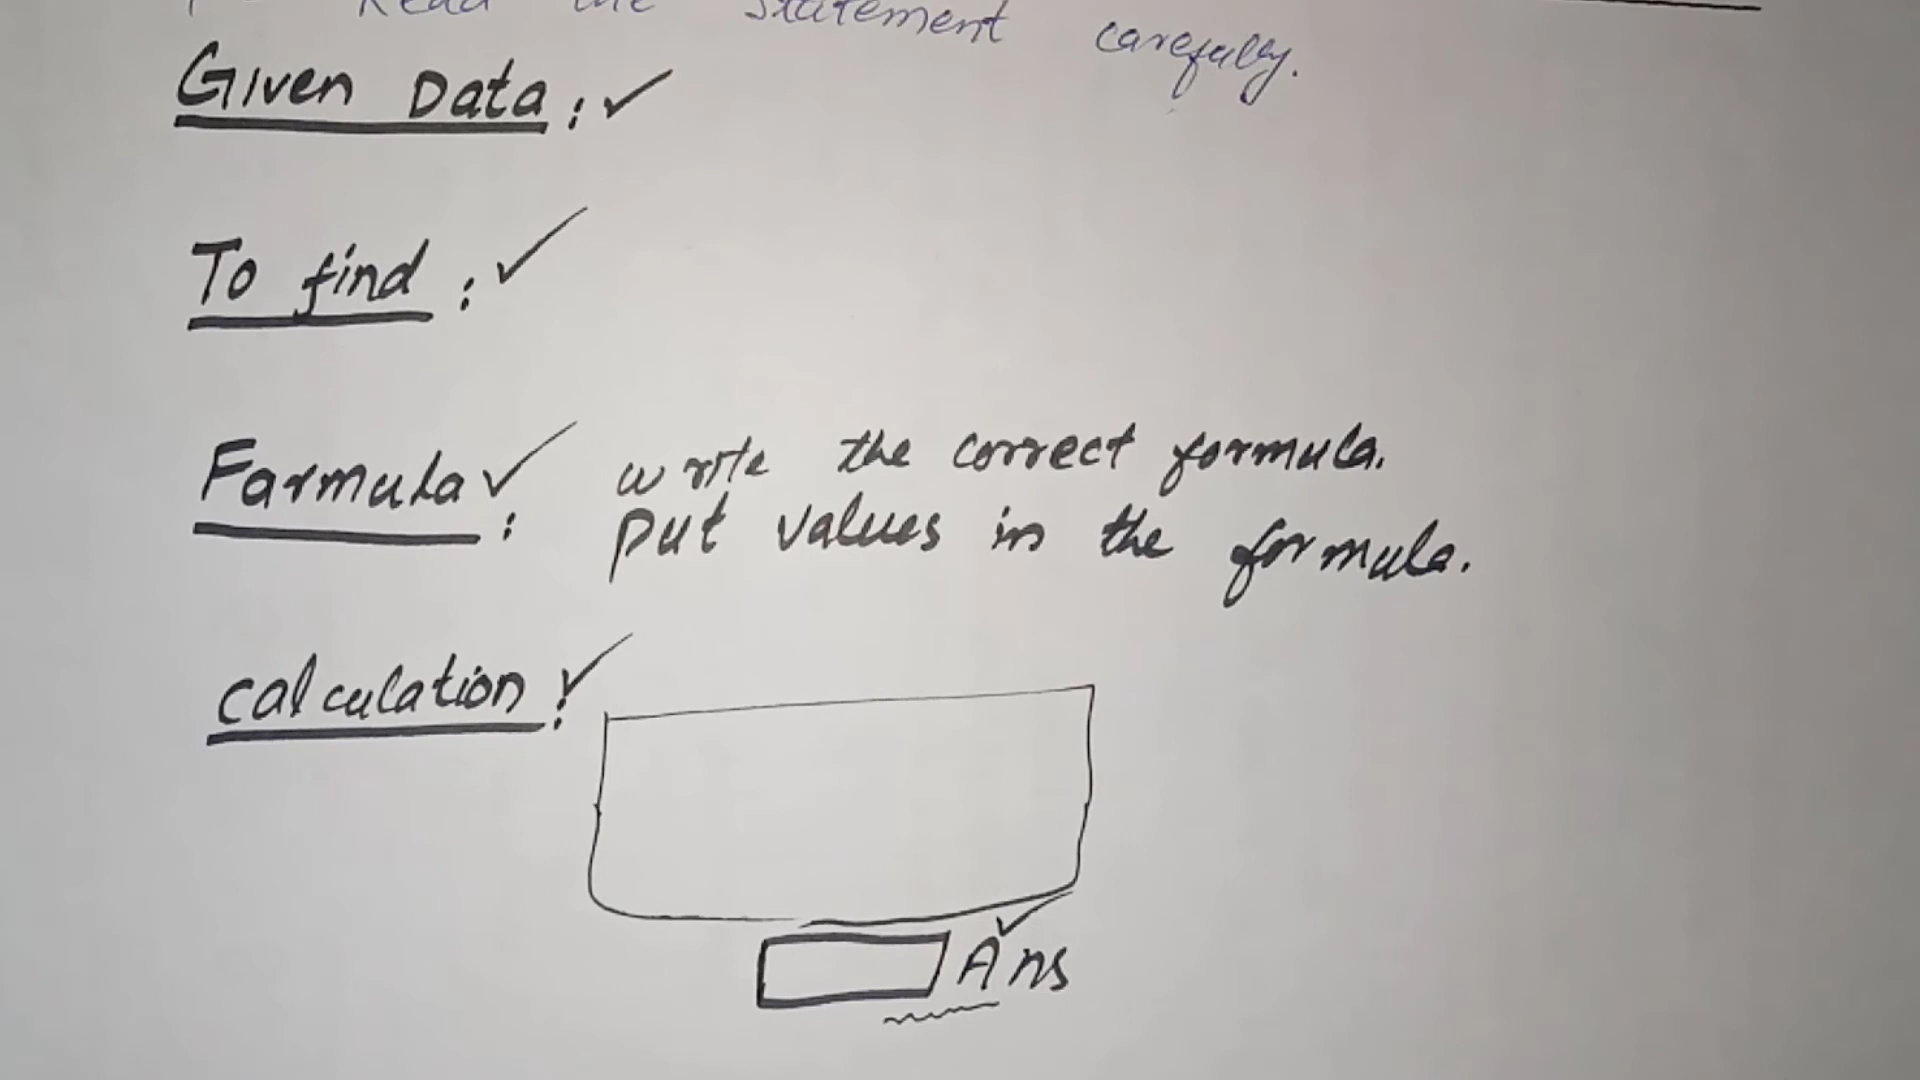 Read the statement carefully.
Given Data :
To find :
Farmula :
write the correct formula.
put values in the formula.
calculation :
Ans